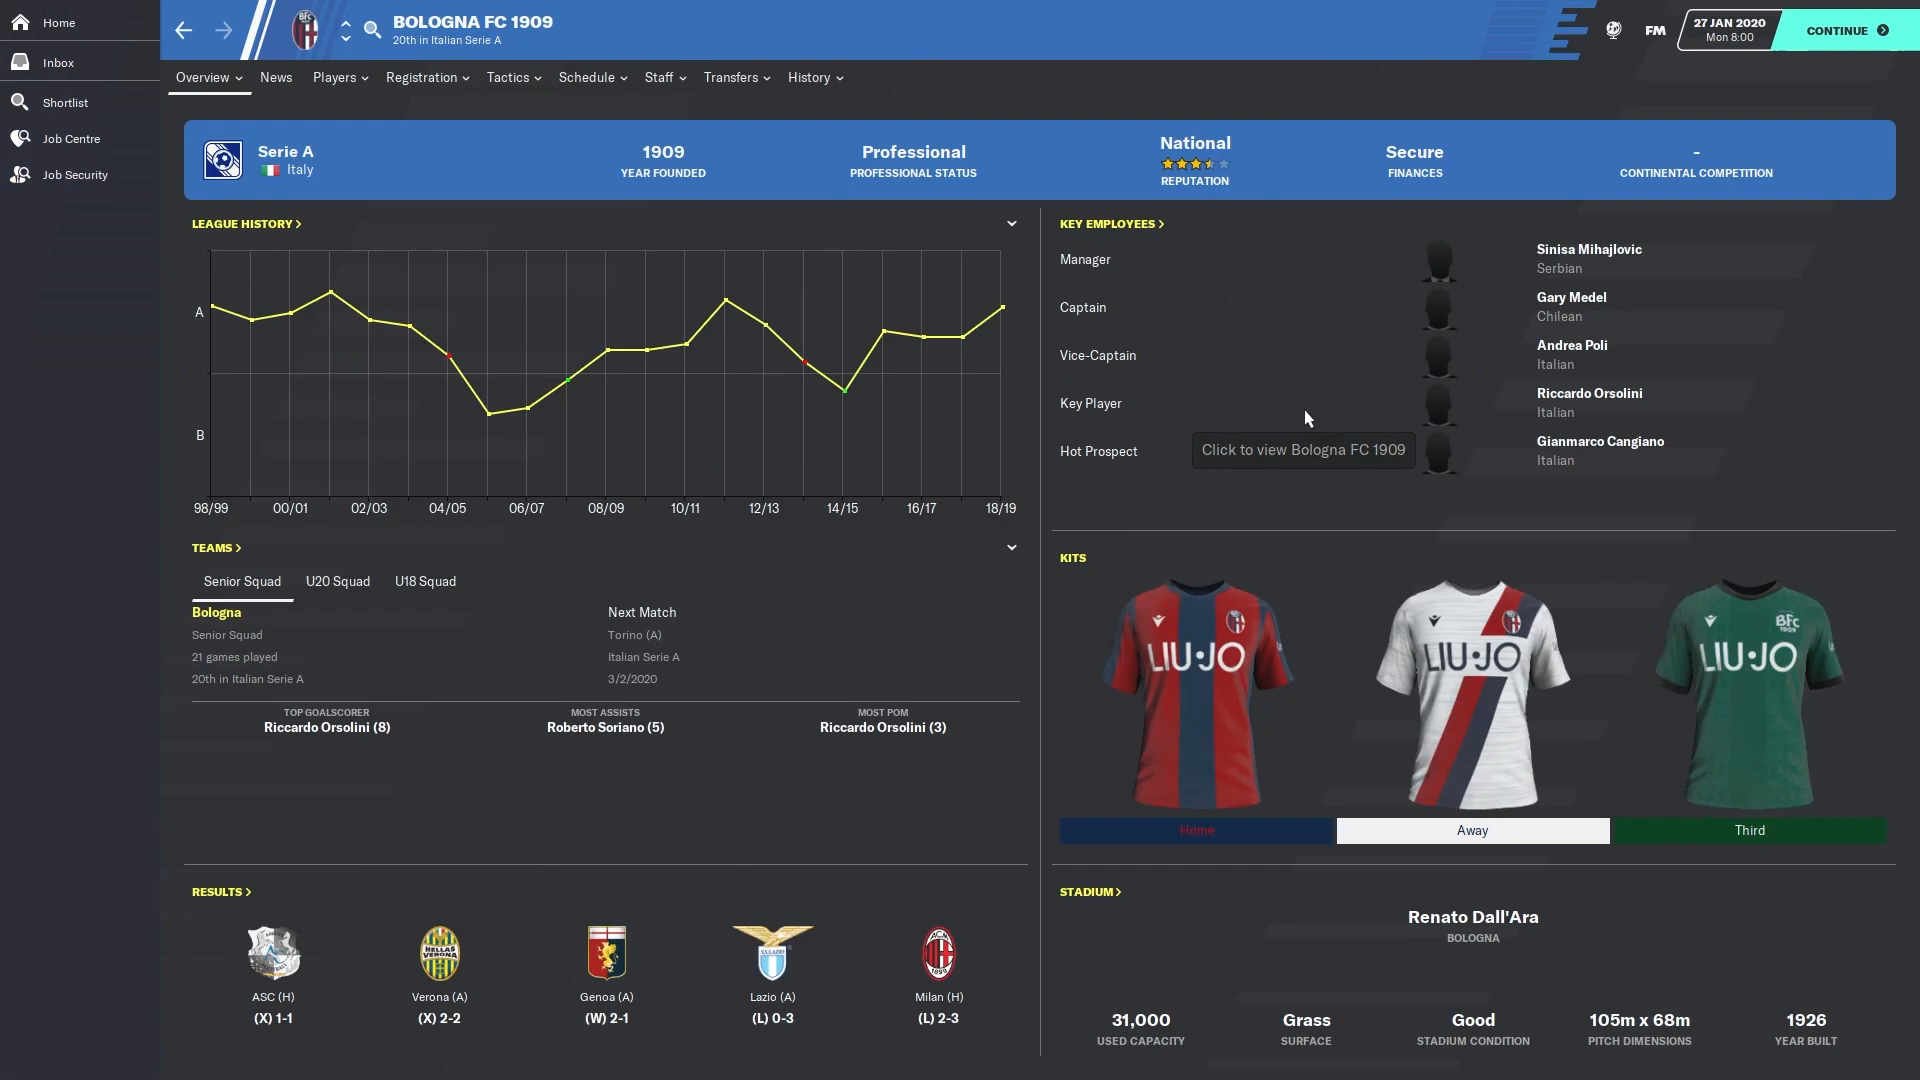 Home
Inbox
Shortlist
Job Centre
Job Security
BOLOGNA FC 1909
20th in Italian Serie A
FM
27 JAN 2020
Mon 8:00
CONTINUE
Overview
News
Players
Registration
Tactics
Schedule
Staff
Transfers
History
Serie A
Italy
1909
YEAR FOUNDED
Professional
PROFESSIONAL STATUS
National
REPUTATION
Secure
FINANCES
-
CONTINENTAL COMPETITION
LEAGUE HISTORY >
A
B
98/99 00/01 02/03 04/05 06/07 08/09 10/11 12/13 14/15 16/17 18/19
TEAMS >
Senior Squad U20 Squad U18 Squad
Bologna
Senior Squad
21 games played
20th in Italian Serie A
Next Match
Torino (A)
Italian Serie A
3/2/2020
TOP GOALSCORER
Riccardo Orsolini (8)
MOST ASSISTS
Roberto Soriano (5)
MOST POM
Riccardo Orsolini (3)
RESULTS >
HELLAS
VERONA
S.S.LAZIO
ACM
1899
ASC (H)
(X) 1-1
Verona (A)
(X) 2-2
Genoa (A)
(W) 2-1
Lazio (A)
(L) 0-3
Milan (H)
(L) 2-3
KEY EMPLOYEES >
Manager
Sinisa Mihajlovic
Serbian
Captain
Gary Medel
Chilean
Vice-Captain
Andrea Poli
Italian
Key Player
Riccardo Orsolini
Italian
Hot Prospect
Click to view Bologna FC 1909
Gianmarco Cangiano
Italian
KITS
LIU·JO
LIU·JO
BFC
1909
LIU·JO
Home
Away
Third
STADIUM >
Renato Dall'Ara
BOLOGNA
31,000
USED CAPACITY
Grass
SURFACE
Good
STADIUM CONDITION
105m x 68m
PITCH DIMENSIONS
1926
YEAR BUILT